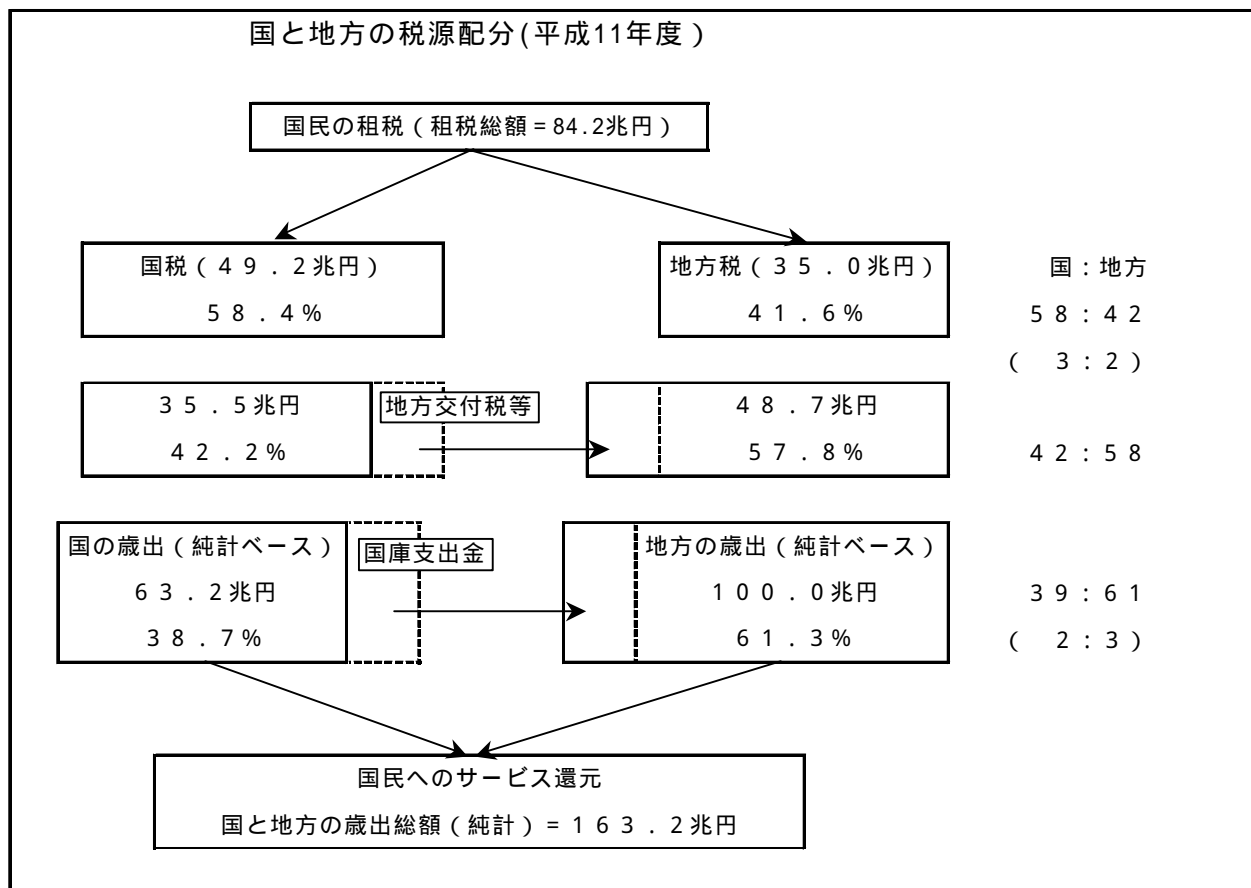 国と地方の税源配分(平成11年度)
国民の租税(租税総額=84.2兆円)
国税(49.2兆円)
58.4%
地方税(35.0兆円)
41.6%
国:地方
58:42
( 3:2)
35.5兆円
42.2%
地方交付税等
48.7兆円
57.8%
42:58
国の歳出(純計ベース)
63.2兆円
38.7%
国庫支出金
地方の歳出(純計ベース)
100.0兆円
61.3%
39:61
( 2:3)
国民へのサービス還元
国と地方の歳出総額(純計)=163.2兆円